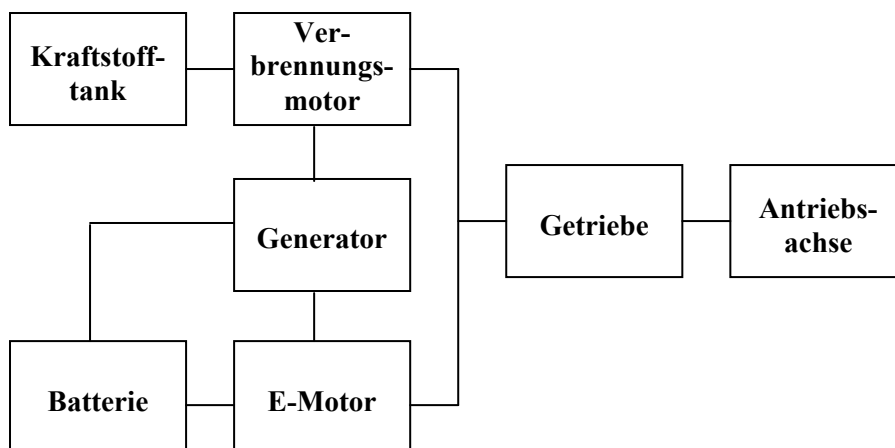 Kraftstoff-
tank
Ver-
brennungs-
motor
Generator
Getriebe
Antriebs-
achse
Batterie
E-Motor